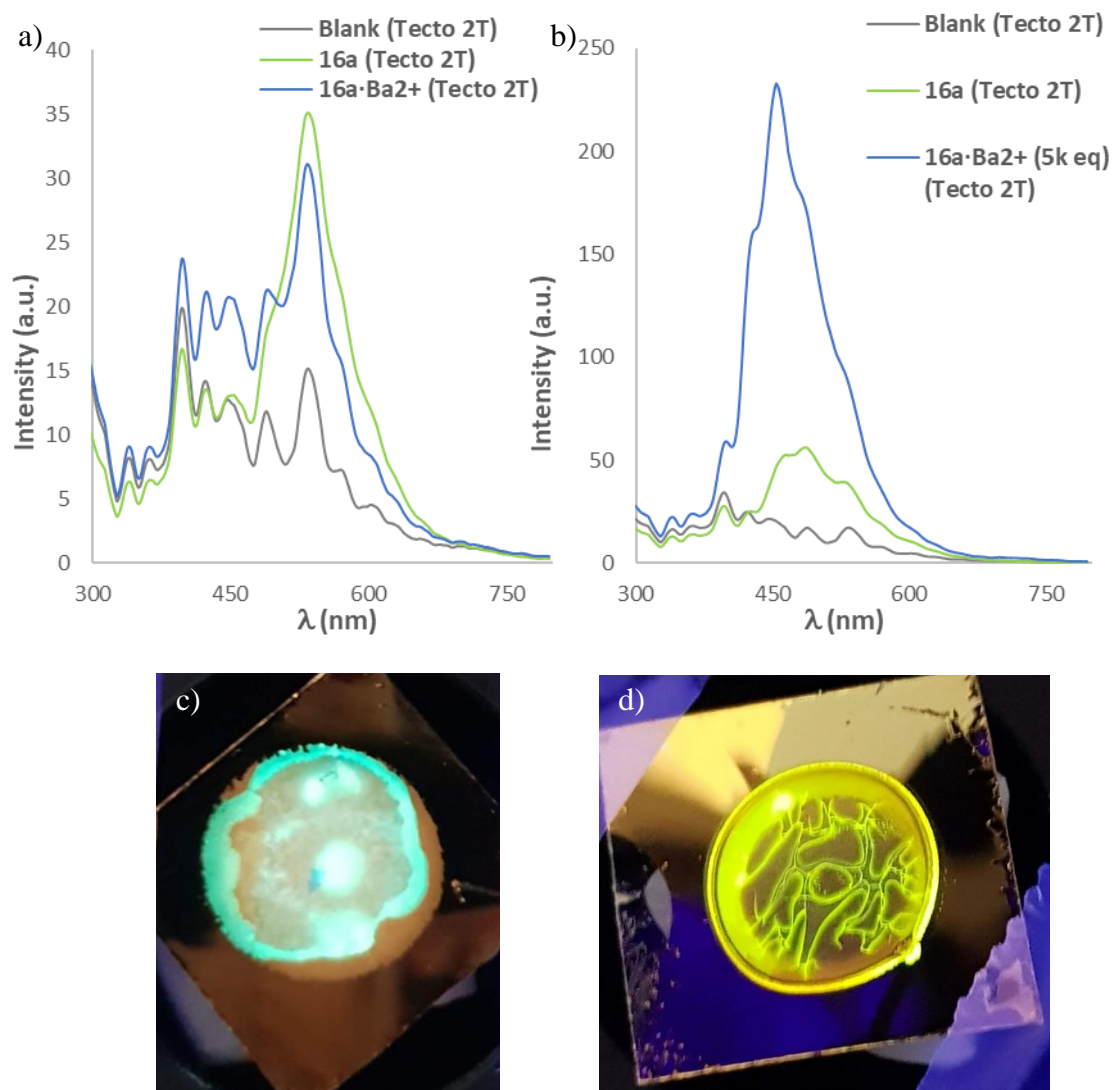 a)
Blank (Tecto 2T)
16a (Tecto 2T)
16a·Ba2+ (Tecto 2T)
40
35
30
25
20
15
10
5
0
Intensity (a.u.)
300
450
600
750
λ (nm)
b)
Blank (Tecto 2T)
16a (Tecto 2T)
16a·Ba2+ (5k eq)
(Tecto 2T)
250
200
150
100
50
0
Intensity (a.u.)
300
450
600
750
λ (nm)
c)
d)